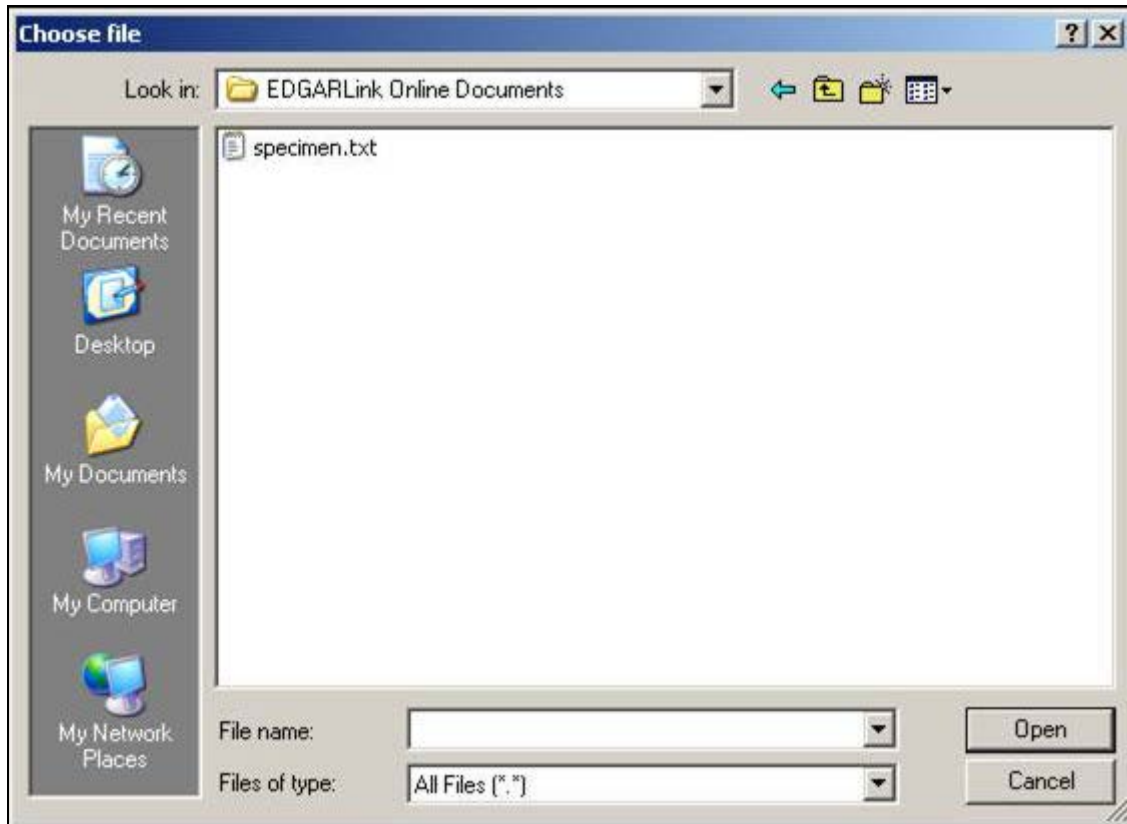 Choose file
Look in: EDGARLink Online Documents
specimen.txt
My Recent
Documents
Desktop
My Documents
My Computer
My Network
Places
File name:
Open
Files of type: All Files (*.*)
Cancel